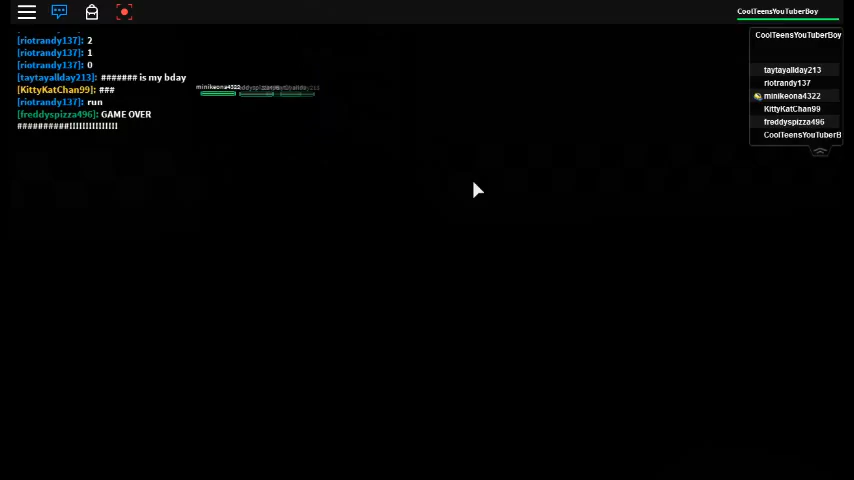 CoolTeensYouTuberBoy
CoolTeensYouTuberBoy
[riotrandy137]: 2
[riotrandy137]: 1
[riotrandy137]: 0
[taytayallday213]: ####### is my bday
[KittyKatChan99]: ###
[riotrandy137]: run
[freddyspizza496]: GAME OVER
##########!!!!!!!!!!!!!!!
minikeona4322
taytayallday213
riotrandy137
minikeona4322
KittyKatChan99
freddyspizza496
CoolTeensYouTuberB